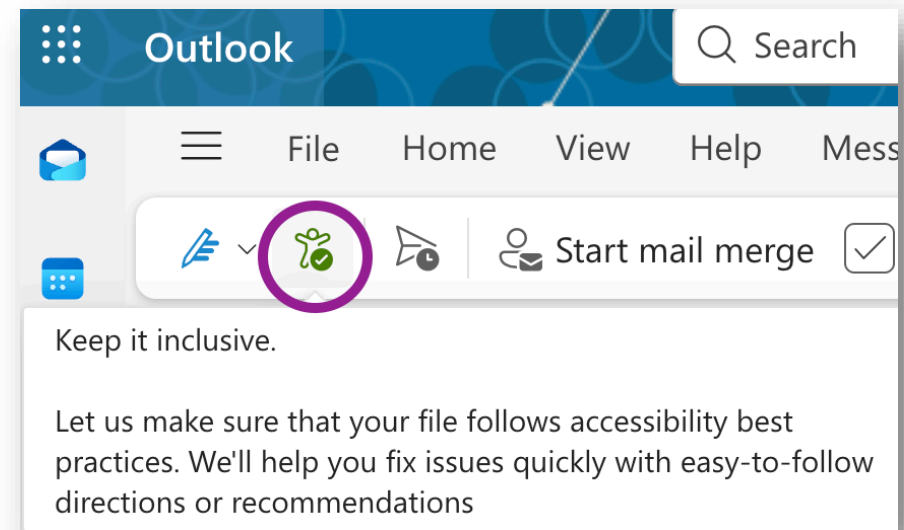 Outlook
Search
File Home View Help Mess
Start mail merge
Keep it inclusive.
Let us make sure that your file follows accessibility best
practices. We'll help you fix issues quickly with easy-to-follow
directions or recommendations